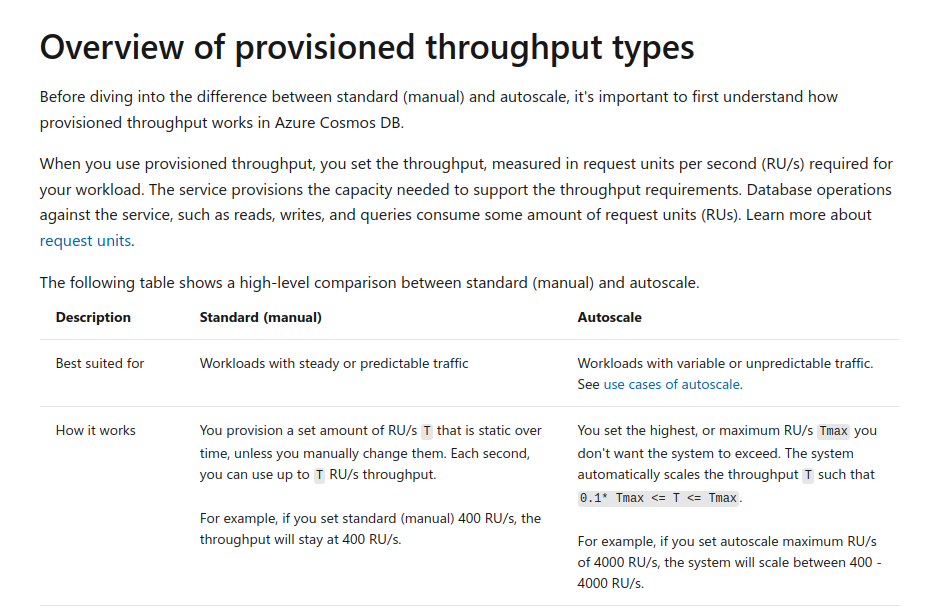 Overview of provisioned throughput types
Before diving into the difference between standard (manual) and autoscale, it's important to first understand how
provisioned throughput works in Azure Cosmos DB.
When you use provisioned throughput, you set the throughput, measured in request units per second (RU/s) required for
your workload. The service provisions the capacity needed to support the throughput requirements. Database operations
against the service, such as reads, writes, and queries consume some amount of request units (RUs). Learn more about
request units.
The following table shows a high-level comparison between standard (manual) and autoscale.
Description Standard (manual) Autoscale
Best suited for Workloads with steady or predictable traffic Workloads with variable or unpredictable traffic.
See use cases of autoscale.
How it works
You provision a set amount of RU/s T that is static over
time, unless you manually change them. Each second,
you can use up to T RU/s throughput.
For example, if you set standard (manual) 400 RU/s, the
throughput will stay at 400 RU/s.
You set the highest, or maximum RU/s Tmax you
don't want the system to exceed. The system
automatically scales the throughput T such that
0.1* Tmax <= T <= Tmax.
For example, if you set autoscale maximum RU/s
of 4000 RU/s, the system will scale between 400 -
4000 RU/s.